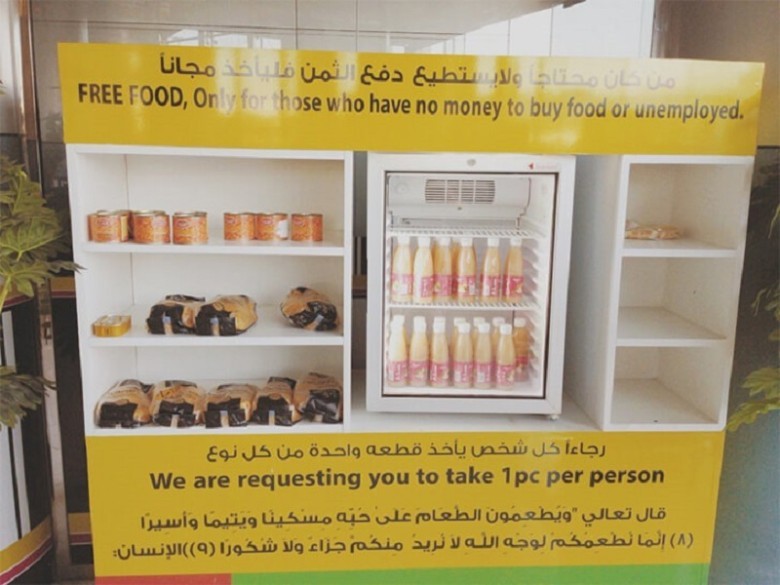 من كان محتاجاً ولايستطيع دفع الثمن فليأخذ مجاناً
FREE FOOD, Only for those who have no money to buy food or unemployed.
رجاءاً كل شخص يأخذ قطعه واحدة من كل نوع
We are requesting you to take 1pc per person
قال تعالي "وَيُطْعِمُونَ الطَّعَامَ عَلَىٰ حُبِّهِ مِسْكِينًا وَيَتِيمًا وَأَسِيرًا
(٨) إِنَّمَا نُطْعِمُكُمْ لِوَجْهِ اللَّهِ لَا نُرِيدُ مِنكُمْ جَزَاءً وَلَا شُكُورًا (٩)((الإنسان: